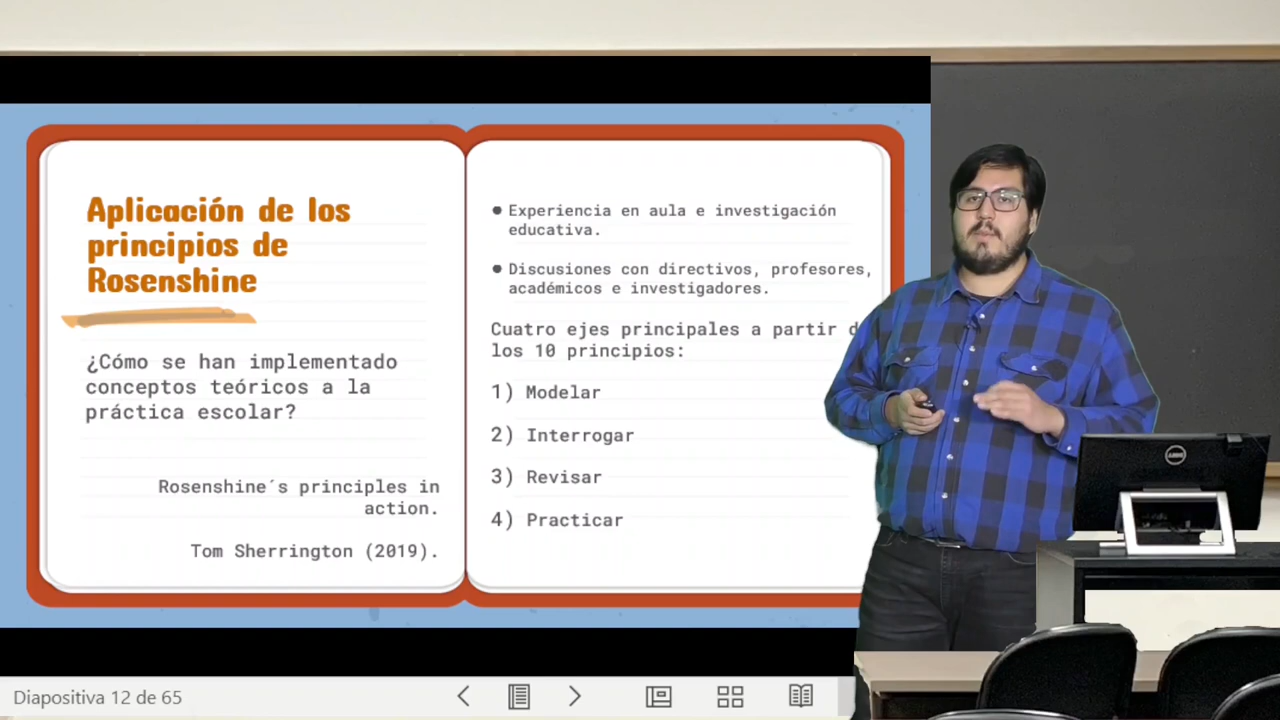 Aplicación de los
principios de
Rosenshine
¿Cómo se han implementado
conceptos teóricos a la
práctica escolar?
Rosenshine´s principles in
action.
Tom Sherrington (2019).
● Experiencia en aula e investigación
educativa.
● Discusiones con directivos, profesores,
académicos e investigadores.
Cuatro ejes principales a partir
los 10 principios:
1) Modelar
2) Interrogar
3) Revisar
4) Practicar
Diapositiva 12 de 65
DELL